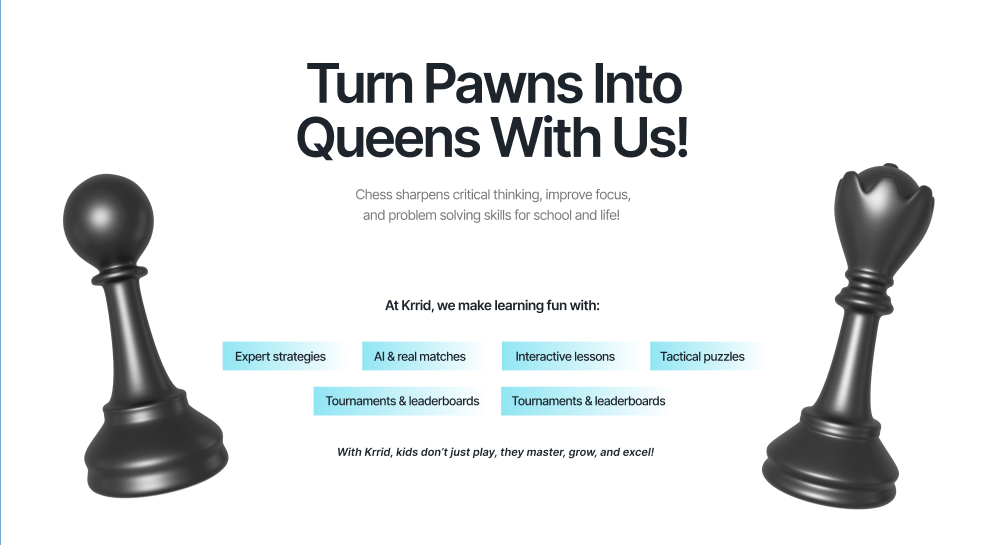 Turn Pawns Into
Queens With Us!
Chess sharpens critical thinking, improve focus,
and problem solving skills for school and life!
At Krrid, we make learning fun with:
Expert strategies
AI & real matches
Interactive lessons
Tactical puzzles
Tournaments & leaderboards
Tournaments & leaderboards
With Krrid, kids don't just play, they master, grow, and excel!